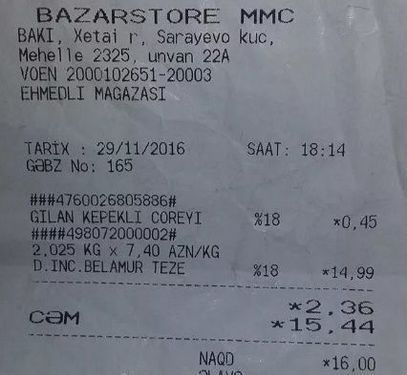 BAZARSTORE MMC
BAKI, Xetai r, Sarayevo kuc,
Mehelle 2325, unvan 22A
VOEN 2000102651-20003
EHMEDLI MAGAZASI
TARİX : 29/11/2016 SAAT: 18:14
GƏBZ No: 165
###4760026805886#
GILAN KEPEKLI COREYI %18 *0,45
####498072000002#
2,025 KG x 7,40 AZN/KG
D.INC.BELAMUR TEZE %18 *14,99
*2,36
CƏM *15,44
NAQD *16,00